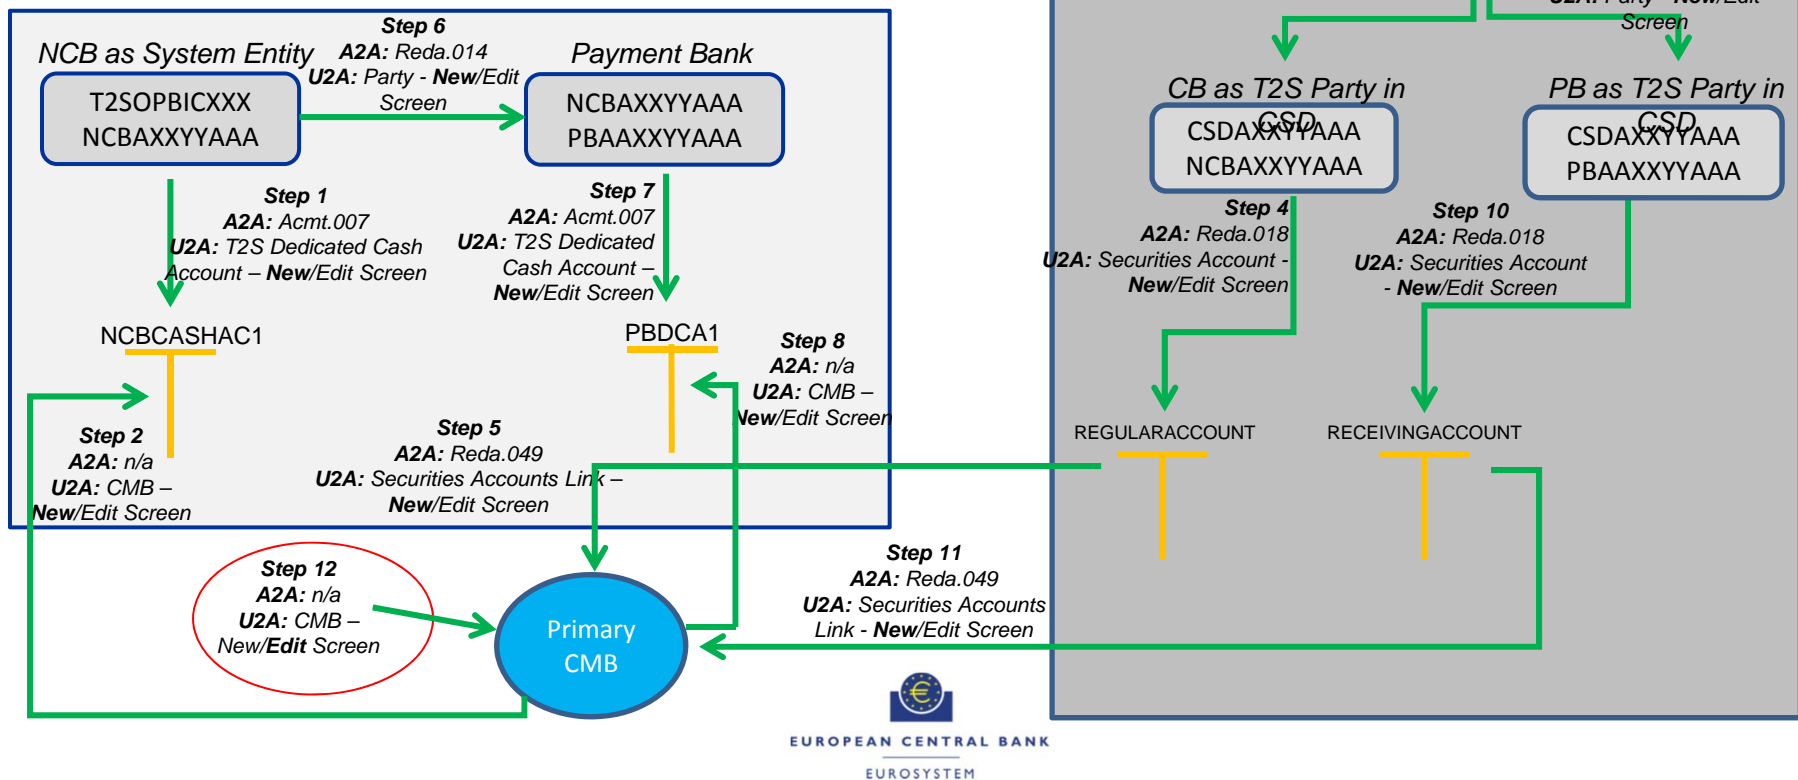 Step 6
A2A: Reda.014
U2A: Party - New/Edit
Screen
NCB as System Entity
T2SOPBICXXX
NCBAXXYYAAA
Payment Bank
NCBAXXYYAAA
PBAAXXYYAAA
Step 1
A2A: Acmt.007
U2A: T2S Dedicated Cash
Account – New/Edit Screen
Step 7
A2A: Acmt.007
U2A: T2S Dedicated
Cash Account –
New/Edit Screen
NCBCASHAC1
PBDCA1
Step 8
A2A: n/a
U2A: CMB –
New/Edit Screen
Step 2
A2A: n/a
U2A: CMB –
New/Edit Screen
Step 5
A2A: Reda.049
U2A: Securities Accounts Link –
New/Edit Screen
Step 12
A2A: n/a
U2A: CMB –
New/Edit Screen
Primary
CMB
Step 11
A2A: Reda.049
U2A: Securities Accounts
Link - New/Edit Screen
U2A: Party - New/Edit
Screen
CB as T2S Party in
CSD
CSDAXXYYAAA
NCBAXXYYAAA
PB as T2S Party in
CSD
CSDAXXYYAAA
PBAAXXYYAAA
Step 4
A2A: Reda.018
U2A: Securities Account -
New/Edit Screen
Step 10
A2A: Reda.018
U2A: Securities Account
- New/Edit Screen
REGULARACCOUNT
RECEIVINGACCOUNT
EUROPEAN CENTRAL BANK
EUROSYSTEM